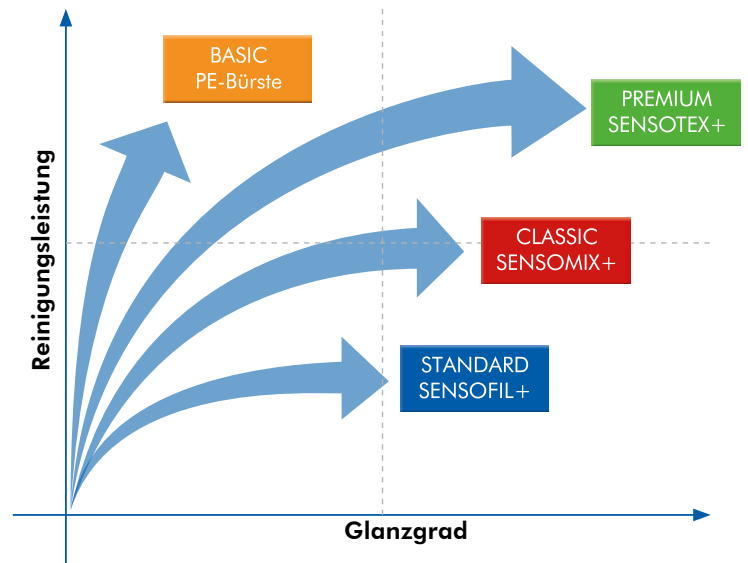 BASIC
PE-Bürste
PREMIUM
SENSOTEX+
CLASSIC
SENSOMIX+
STANDARD
SENSOFIL+
Reinigungsleistung
Glanzgrad